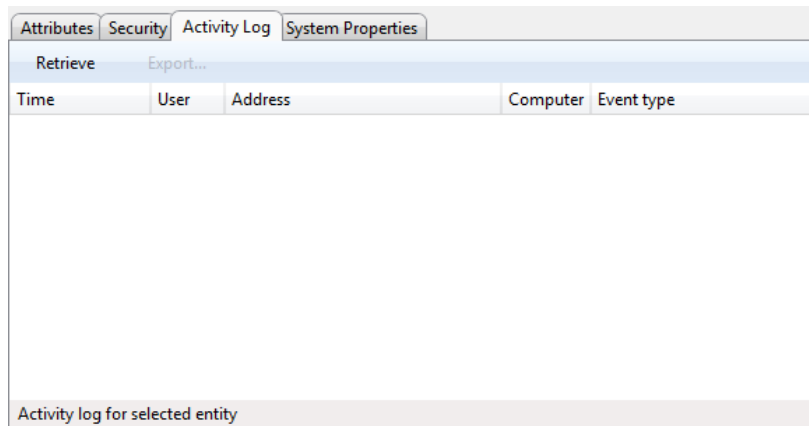 Attributes Security Activity Log System Properties
Retrieve Export...
Time User Address Computer Event type
Activity log for selected entity